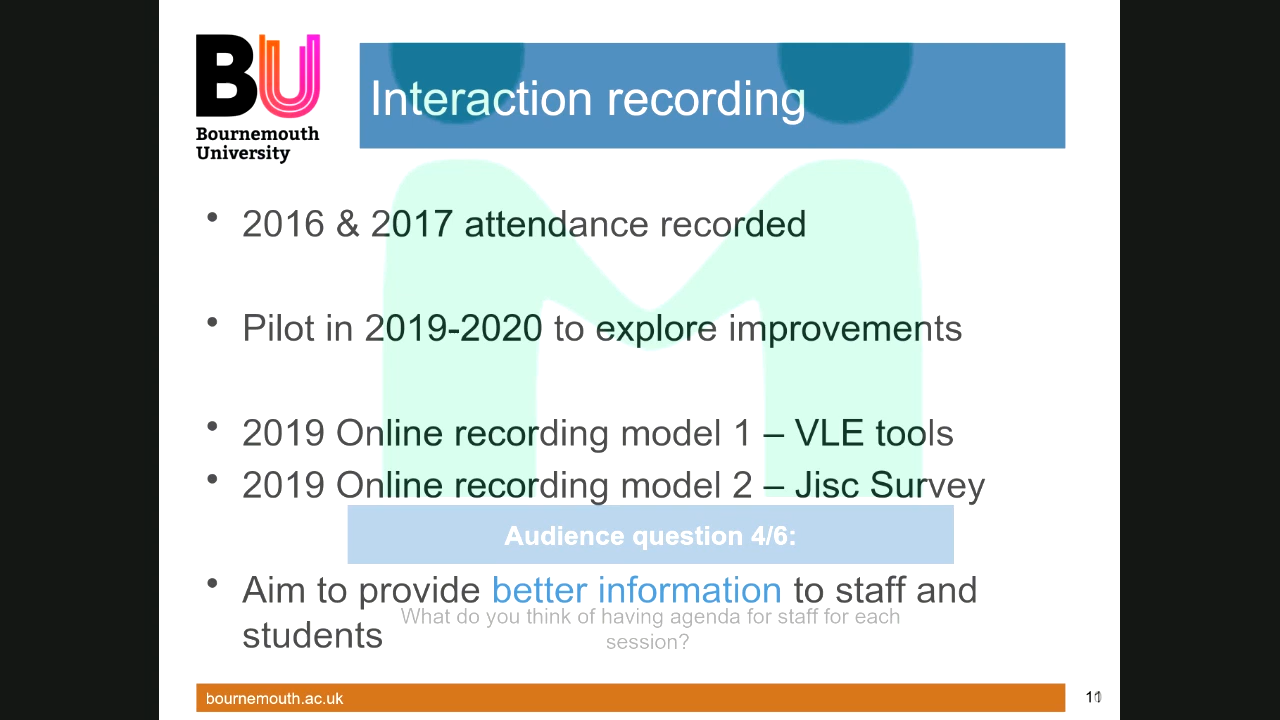 BU
Bournemouth
University
Interaction recording
• 2016 & 2017 attendance recorded
• Pilot in 2019-2020 to explore improvements
• 2019 Online recording model 1 – VLE tools
• 2019 Online recording model 2 – Jisc Survey
Audience question 4/6:
• Aim to provide better information to staff and
students
What do you think of having agenda for staff for each
session?
bournemouth.ac.uk